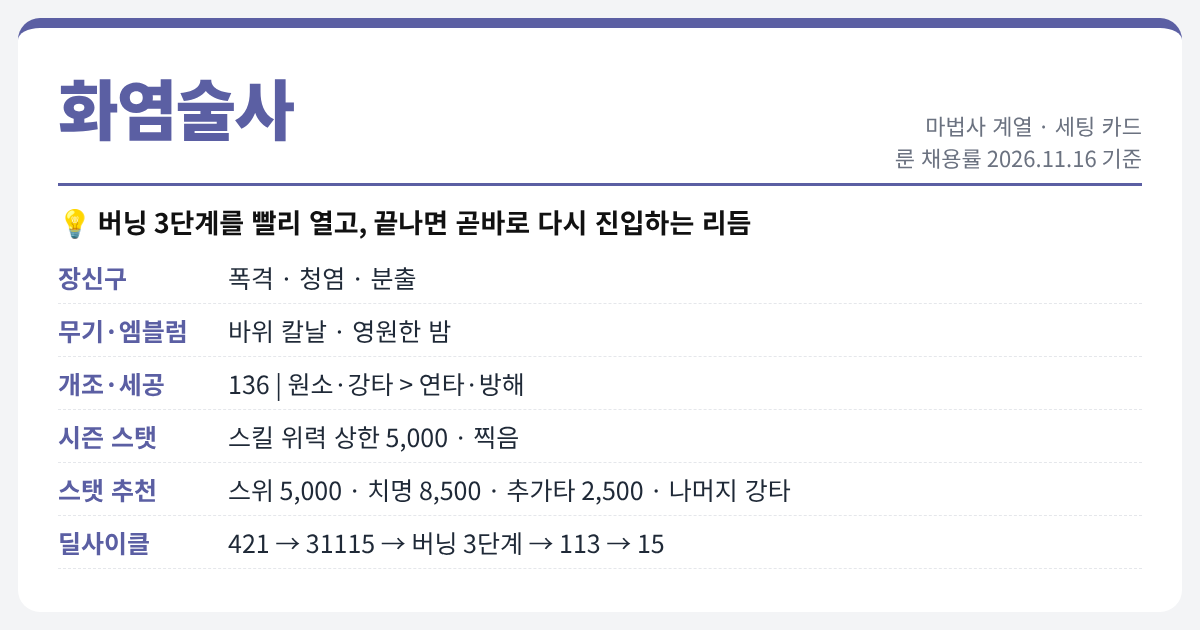 화염술사
마법사 계열 · 세팅 카드
룬 채용률 2026.11.16 기준
💡 버닝 3단계를 빨리 열고, 끝나면 곧바로 다시 진입하는 리듬
장신구 폭격 · 청염 · 분출
무기·엠블럼 바위 칼날 · 영원한 밤
개조·세공 136 | 원소·강타 > 연타·방해
시즌 스탯 스킬 위력 상한 5,000 · 찍음
스탯 추천 스위 5,000 · 치명 8,500 · 추가타 2,500 · 나머지 강타
딜사이클 421 → 31115 → 버닝 3단계 → 113 → 15